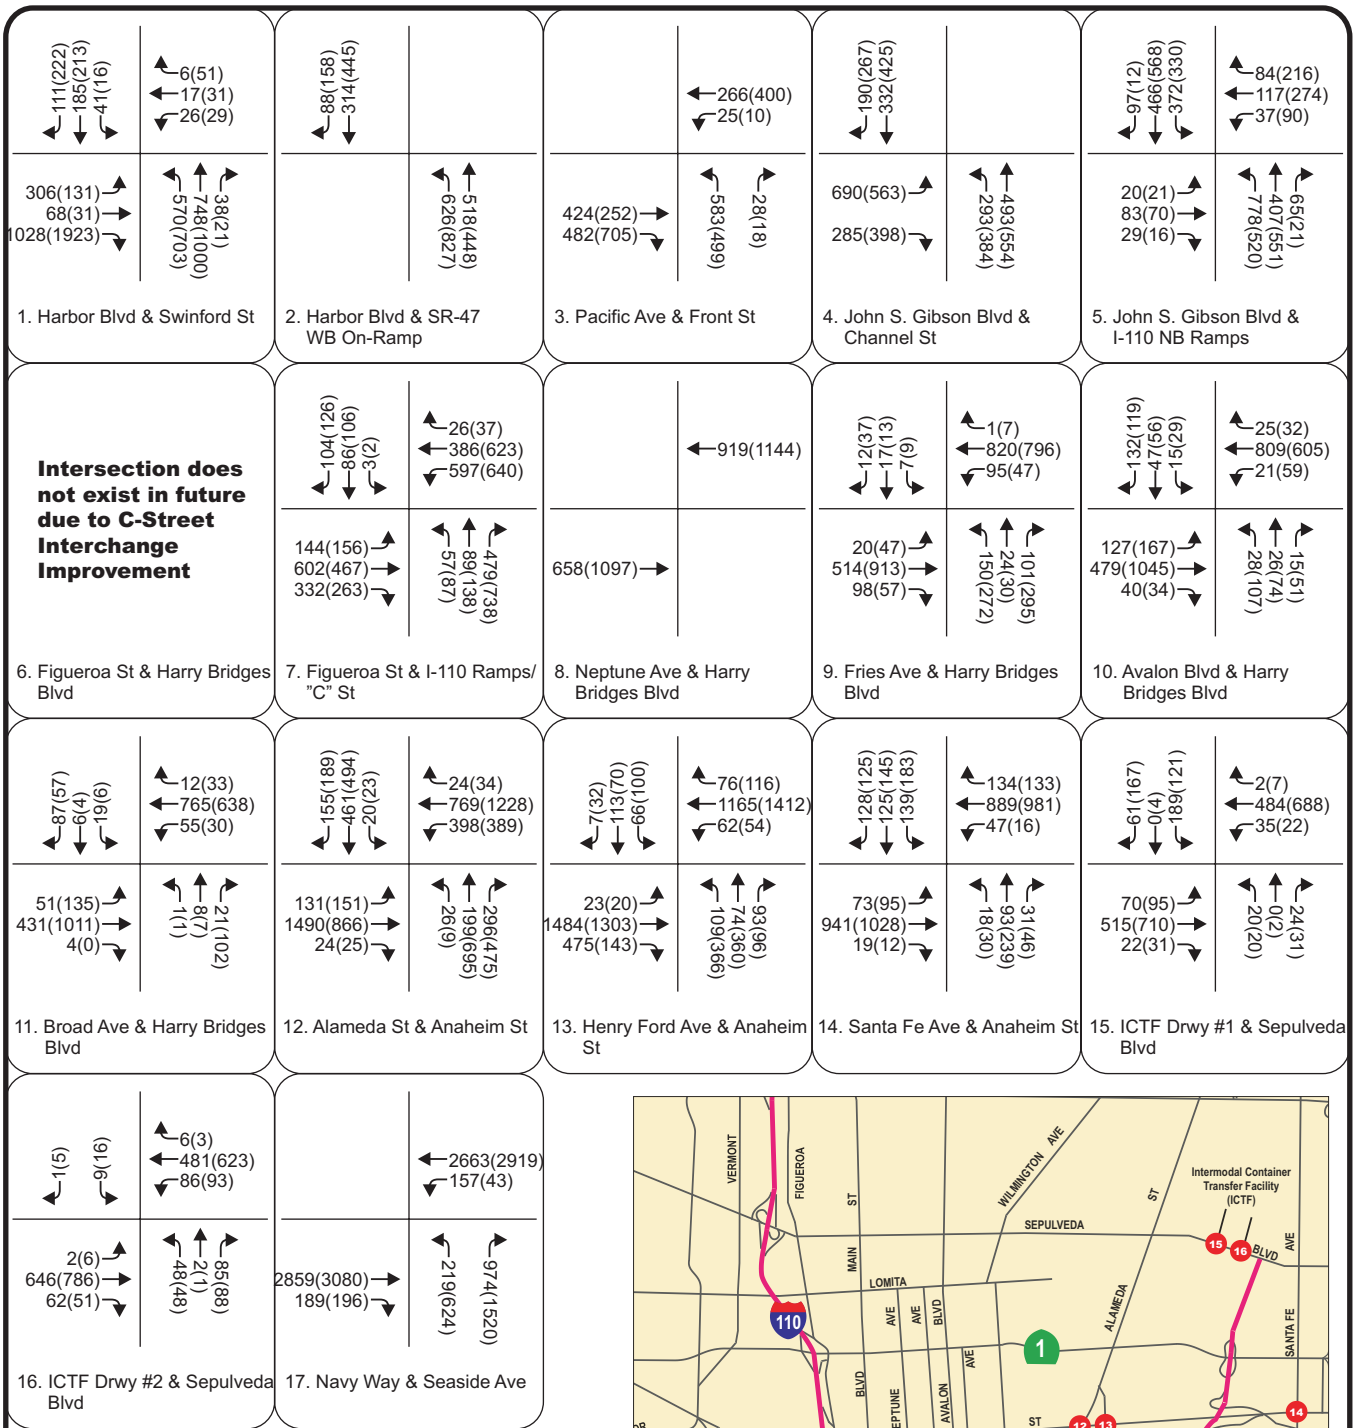 111(222)
185(213)
41(16)
6(51)
17(31)
26(29)
306(131)
68(31)
1028(1923)
570(703)
748(1000)
38(21)
1. Harbor Blvd & Swinford St
88(158)
314(445)
626(827)
518(448)
2. Harbor Blvd & SR-47
WB On-Ramp
266(400)
25(10)
424(252)
482(705)
583(499)
28(18)
3. Pacific Ave & Front St
190(267)
332(425)
690(563)
285(398)
293(384)
493(554)
4. John S. Gibson Blvd &
Channel St
97(12)
466(568)
372(330)
84(216)
117(274)
37(90)
20(21)
83(70)
29(16)
778(520)
407(551)
65(21)
5. John S. Gibson Blvd &
I-110 NB Ramps
Intersection does
not exist in future
due to C-Street
Interchange
Improvement
6. Figueroa St & Harry Bridges
Blvd
104(126)
86(106)
3(2)
26(37)
386(623)
597(640)
144(156)
602(467)
332(263)
57(87)
89(138)
479(738)
7. Figueroa St & I-110 Ramps/
"C" St
919(1144)
658(1097)
8. Neptune Ave & Harry
Bridges Blvd
12(37)
17(13)
7(9)
1(7)
820(796)
95(47)
20(47)
514(913)
98(57)
150(272)
24(30)
101(295)
9. Fries Ave & Harry Bridges
Blvd
132(119)
47(56)
15(29)
25(32)
809(605)
21(59)
127(167)
479(1045)
40(34)
28(107)
26(74)
15(51)
10. Avalon Blvd & Harry
Bridges Blvd
87(57)
6(4)
19(6)
12(33)
765(638)
55(30)
51(135)
431(1011)
4(0)
1(1)
8(7)
21(102)
11. Broad Ave & Harry Bridges
Blvd
155(189)
461(494)
20(23)
24(34)
769(1228)
398(389)
131(151)
1490(866)
24(25)
26(9)
199(695)
296(475)
12. Alameda St & Anaheim St
7(32)
113(70)
66(100)
76(116)
1165(1412)
62(54)
23(20)
1484(1303)
475(143)
109(366)
74(360)
93(96)
13. Henry Ford Ave & Anaheim
St
128(125)
125(145)
139(183)
134(133)
889(981)
47(16)
73(95)
941(1028)
19(12)
18(30)
93(239)
31(46)
14. Santa Fe Ave & Anaheim St
61(167)
0(4)
189(121)
2(7)
484(688)
35(22)
70(95)
515(710)
22(31)
20(20)
0(2)
24(31)
15. ICTF Drwy #1 & Sepulveda
Blvd
1(5)
9(16)
6(3)
481(623)
86(93)
2(6)
646(786)
62(51)
48(48)
2(1)
85(88)
16. ICTF Drwy #2 & Sepulveda
Blvd
2663(2919)
157(43)
2859(3080)
189(196)
219(624)
974(1520)
17. Navy Way & Seaside Ave
VERMONT
FIGUEROA
ST
MAIN
BLVD
WILMINGTON AVE
ST
ALAMEDA
Intermodal Container
Transfer Facility
(ICTF)
SEPULVEDA
15
16
BLVD
AVE
SANTA FE
LOMITA
110
AVE
AVE
BLVD
AVALON
AVE
1
ST
12
13
14